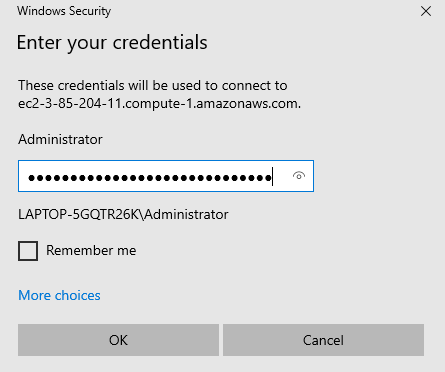 Windows Security
Enter your credentials
These credentials will be used to connect to
ec2-3-85-204-11.compute-1.amazonaws.com.
Administrator
●●●●●●●●●●●●●●●●●●●●●●●●●●●●●●
LAPTOP-5GQTR26K\Administrator
Remember me
More choices
OK
Cancel